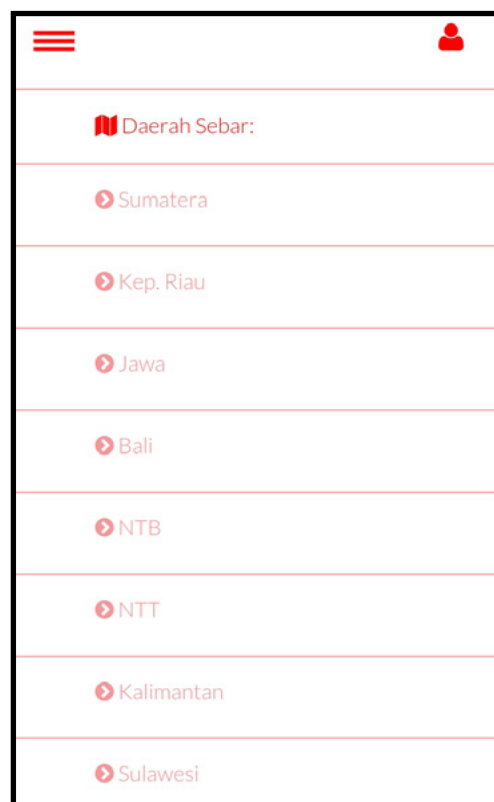 Daerah Sebar:
Sumatera
Kep. Riau
Jawa
Bali
NTB
NTT
Kalimantan
Sulawesi